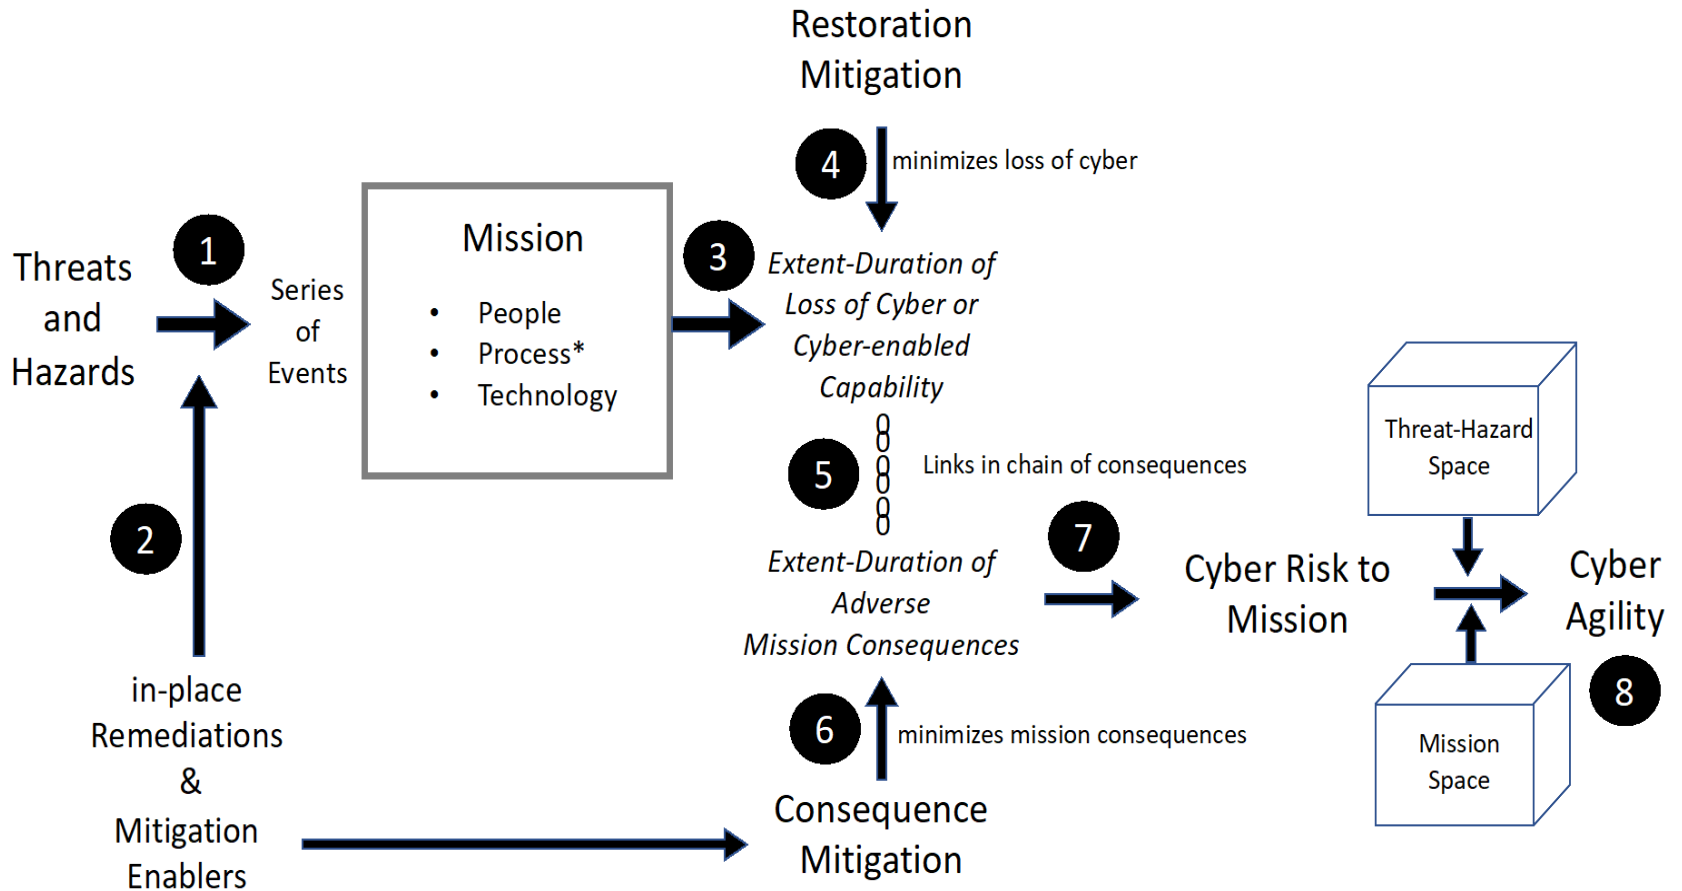 Restoration
Mitigation
4
minimizes loss of cyber
1
Threats
and
Hazards
Series
of
Events
Mission
• People
• Process*
• Technology
3
Extent-Duration of
Loss of Cyber or
Cyber-enabled
Capability
5
Links in chain of consequences
2
in-place
Remediations
&
Mitigation
Enablers
Extent-Duration of
Adverse
Mission Consequences
6
minimizes mission consequences
Consequence
Mitigation
7
Cyber Risk to
Mission
Threat-Hazard
Space
Cyber
Agility
8
Mission
Space